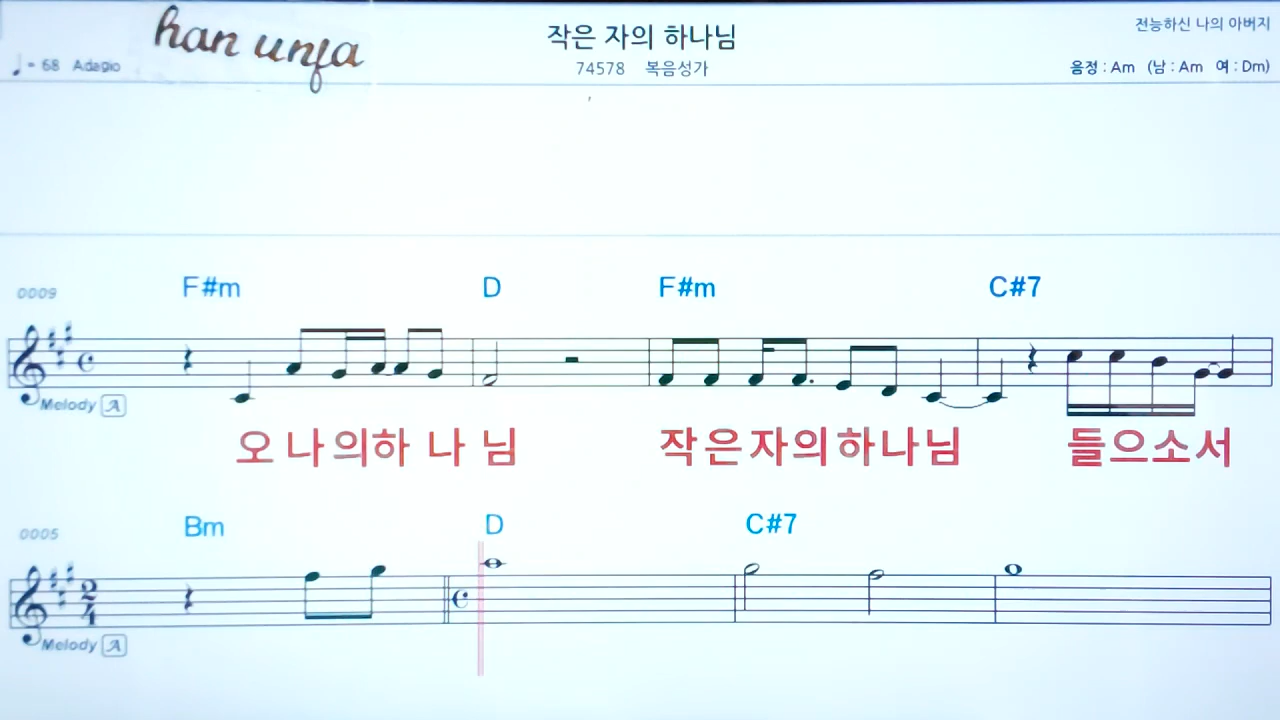 han unja
작은 자의 하나님
전능하신 나의 아버지
♩= 68 Adagio
74578 복음성가
음정 : Am (남 : Am 여 : Dm)
F#m D F#m C#7
0009
Melody A
오 나 의 하 나 님 작은자의하나님 들으소서
Bm D C#7
0005
2/4
Melody A